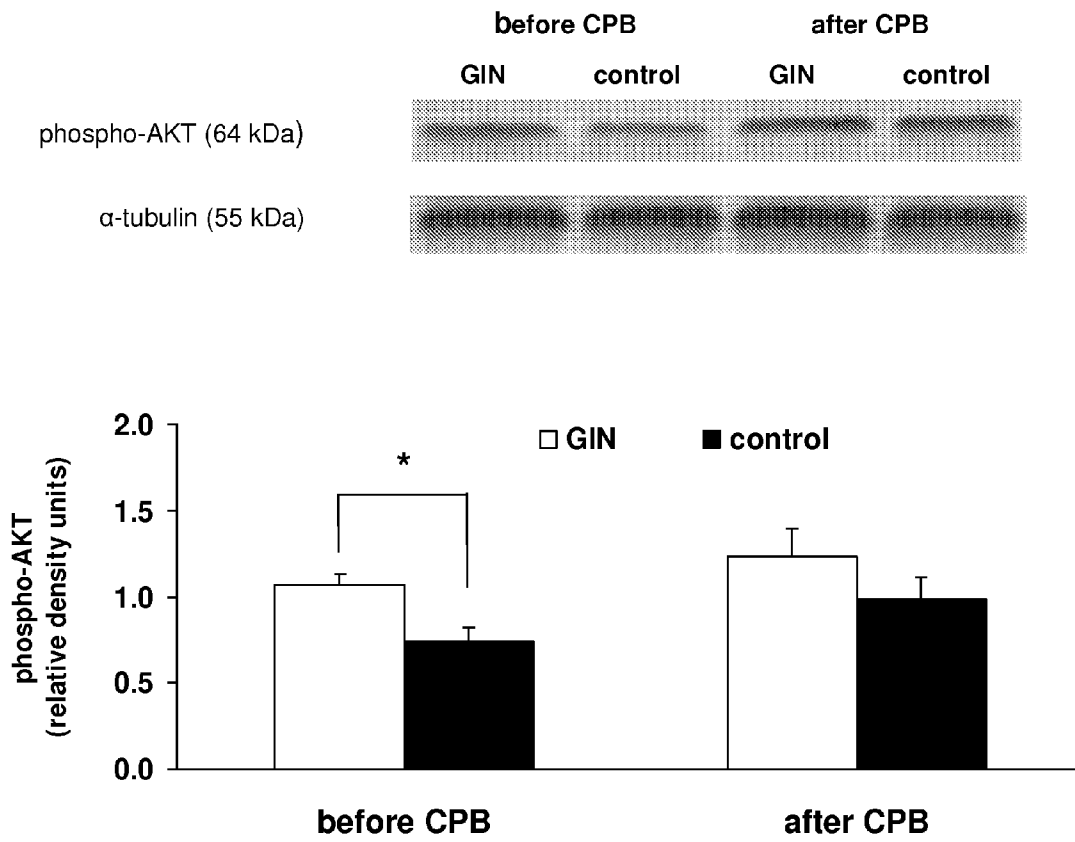 before CPB after CPB
GIN control GIN control
phospho-AKT (64 kDa)
α-tubulin (55 kDa)
2.0
GIN control
*
1.5
1.0
0.5
0.0
phospho-AKT
(relative density units)
before CPB after CPB